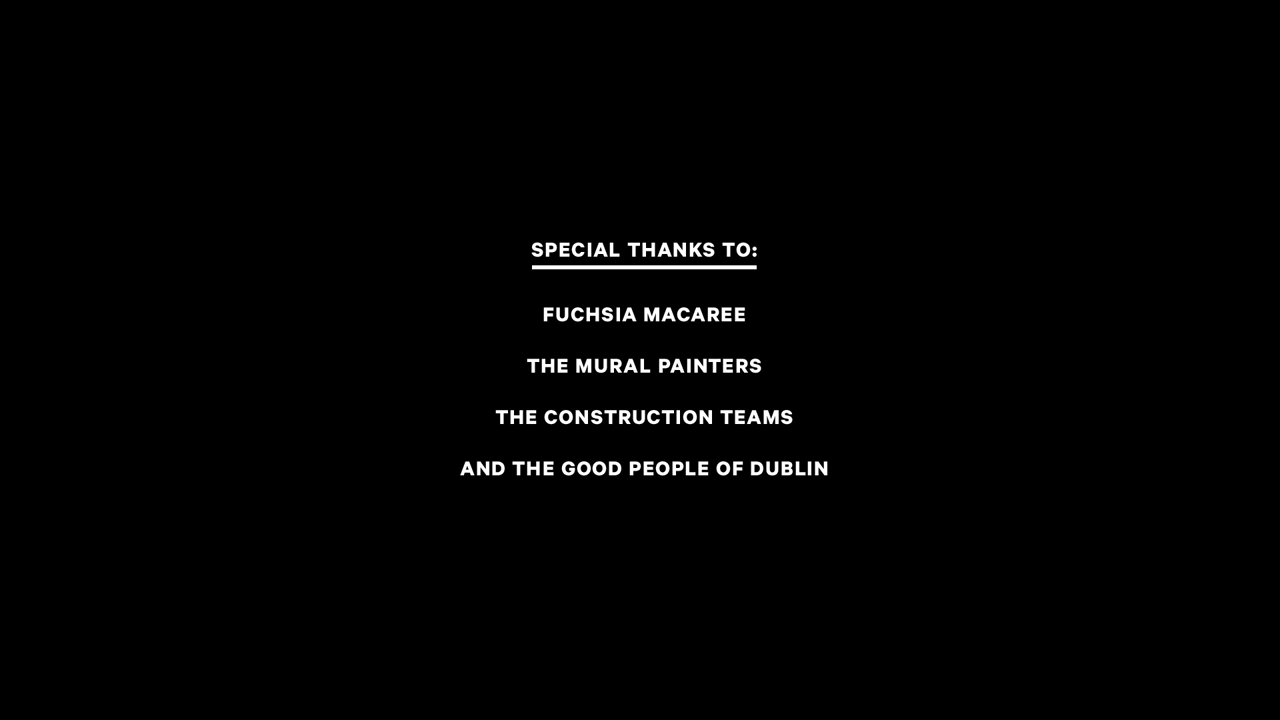 SPECIAL THANKS TO:
FUCHSIA MACAREE
THE MURAL PAINTERS
THE CONSTRUCTION TEAMS
AND THE GOOD PEOPLE OF DUBLIN